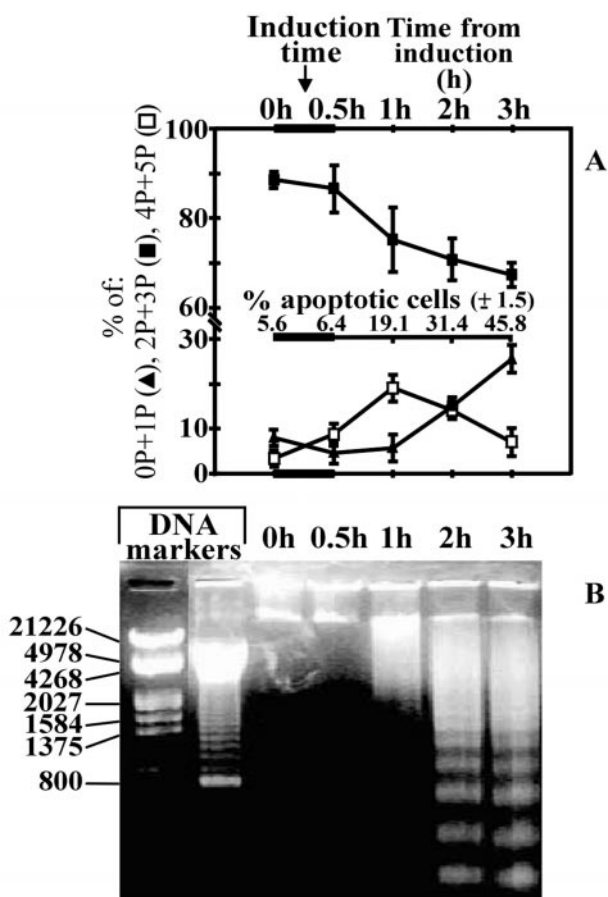 Induction time
Time from induction (h)
0h 0.5h 1h 2h 3h
100
A
80
60
% of:
0P+1P (▲), 2P+3P (■), 4P+5P (□)
% apoptotic cells (± 1.5)
5.6 6.4 19.1 31.4 45.8
30
10
0
DNA markers
0h 0.5h 1h 2h 3h
B
21226
4978
4268
2027
1584
1375
800